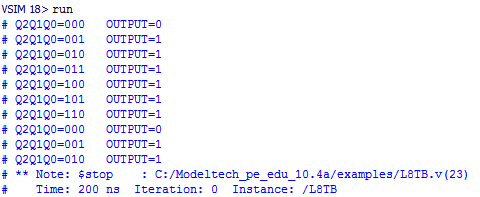 VSIM 18> run
# Q2Q1Q0=000   OUTPUT=0
# Q2Q1Q0=001   OUTPUT=1
# Q2Q1Q0=010   OUTPUT=1
# Q2Q1Q0=011   OUTPUT=1
# Q2Q1Q0=100   OUTPUT=1
# Q2Q1Q0=101   OUTPUT=1
# Q2Q1Q0=110   OUTPUT=1
# Q2Q1Q0=000   OUTPUT=0
# Q2Q1Q0=001   OUTPUT=1
# Q2Q1Q0=010   OUTPUT=1
# ** Note: $stop    : C:/Modeltech_pe_edu_10.4a/examples/L8TB.v(23)
#    Time: 200 ns  Iteration: 0  Instance: /L8TB